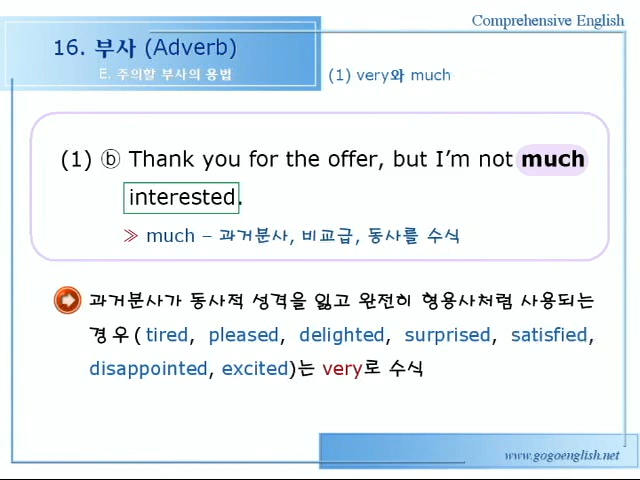 Comprehensive English
16. 부사 (Adverb)
E. 주의할 부사의 용법
(1) very와 much
(1) ⓑ Thank you for the offer, but I’m not much
interested.
≫ much – 과거분사, 비교급, 동사를 수식
과거분사가 동사적 성격을 잃고 완전히 형용사처럼 사용되는
경우(tired, pleased, delighted, surprised, satisfied,
disappointed, excited)는 very로 수식
www.gogoenglish.net